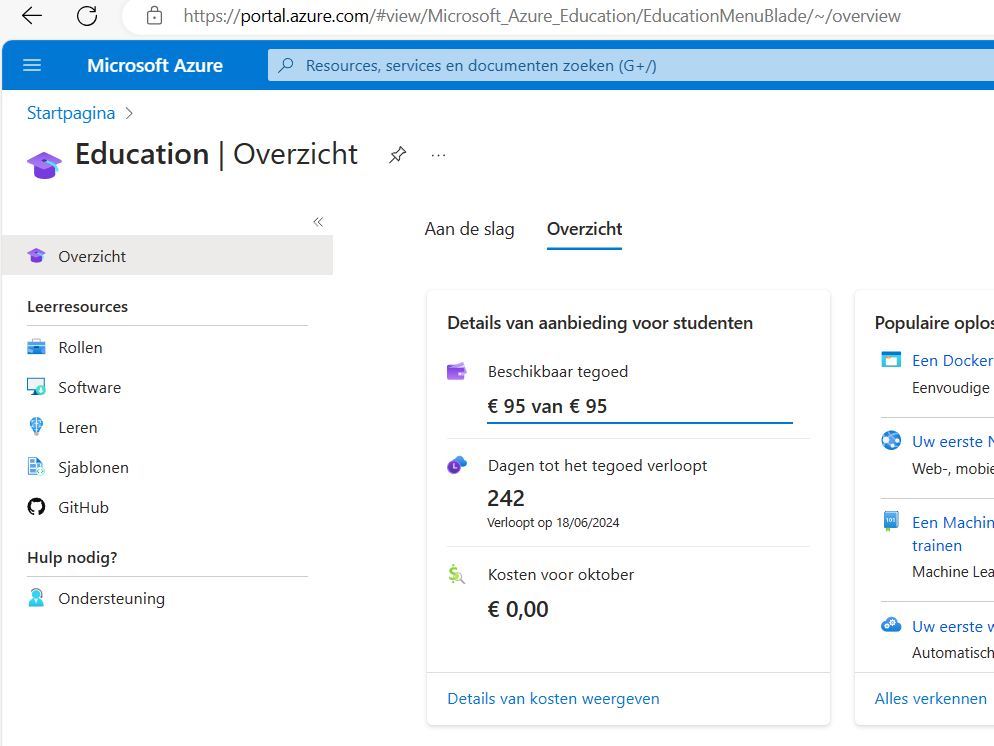 https://portal.azure.com/#view/Microsoft_Azure_Education/EducationMenuBlade/~/overview
Microsoft Azure
Resources, services en documenten zoeken (G+/)
Startpagina
Education | Overzicht
Aan de slag
Overzicht
Overzicht
Leerresources
Rollen
Software
Leren
Sjablonen
GitHub
Hulp nodig?
Ondersteuning
Details van aanbieding voor studenten
Beschikbaar tegoed
€ 95 van € 95
Dagen tot het tegoed verloopt
242
Verloopt op 18/06/2024
Kosten voor oktober
€ 0,00
Details van kosten weergeven
Populaire oplos
Een Docker
Eenvoudige
Uw eerste N
Web-, mobie
Een Machin
trainen
Machine Lea
Uw eerste w
Automatisch
Alles verkennen